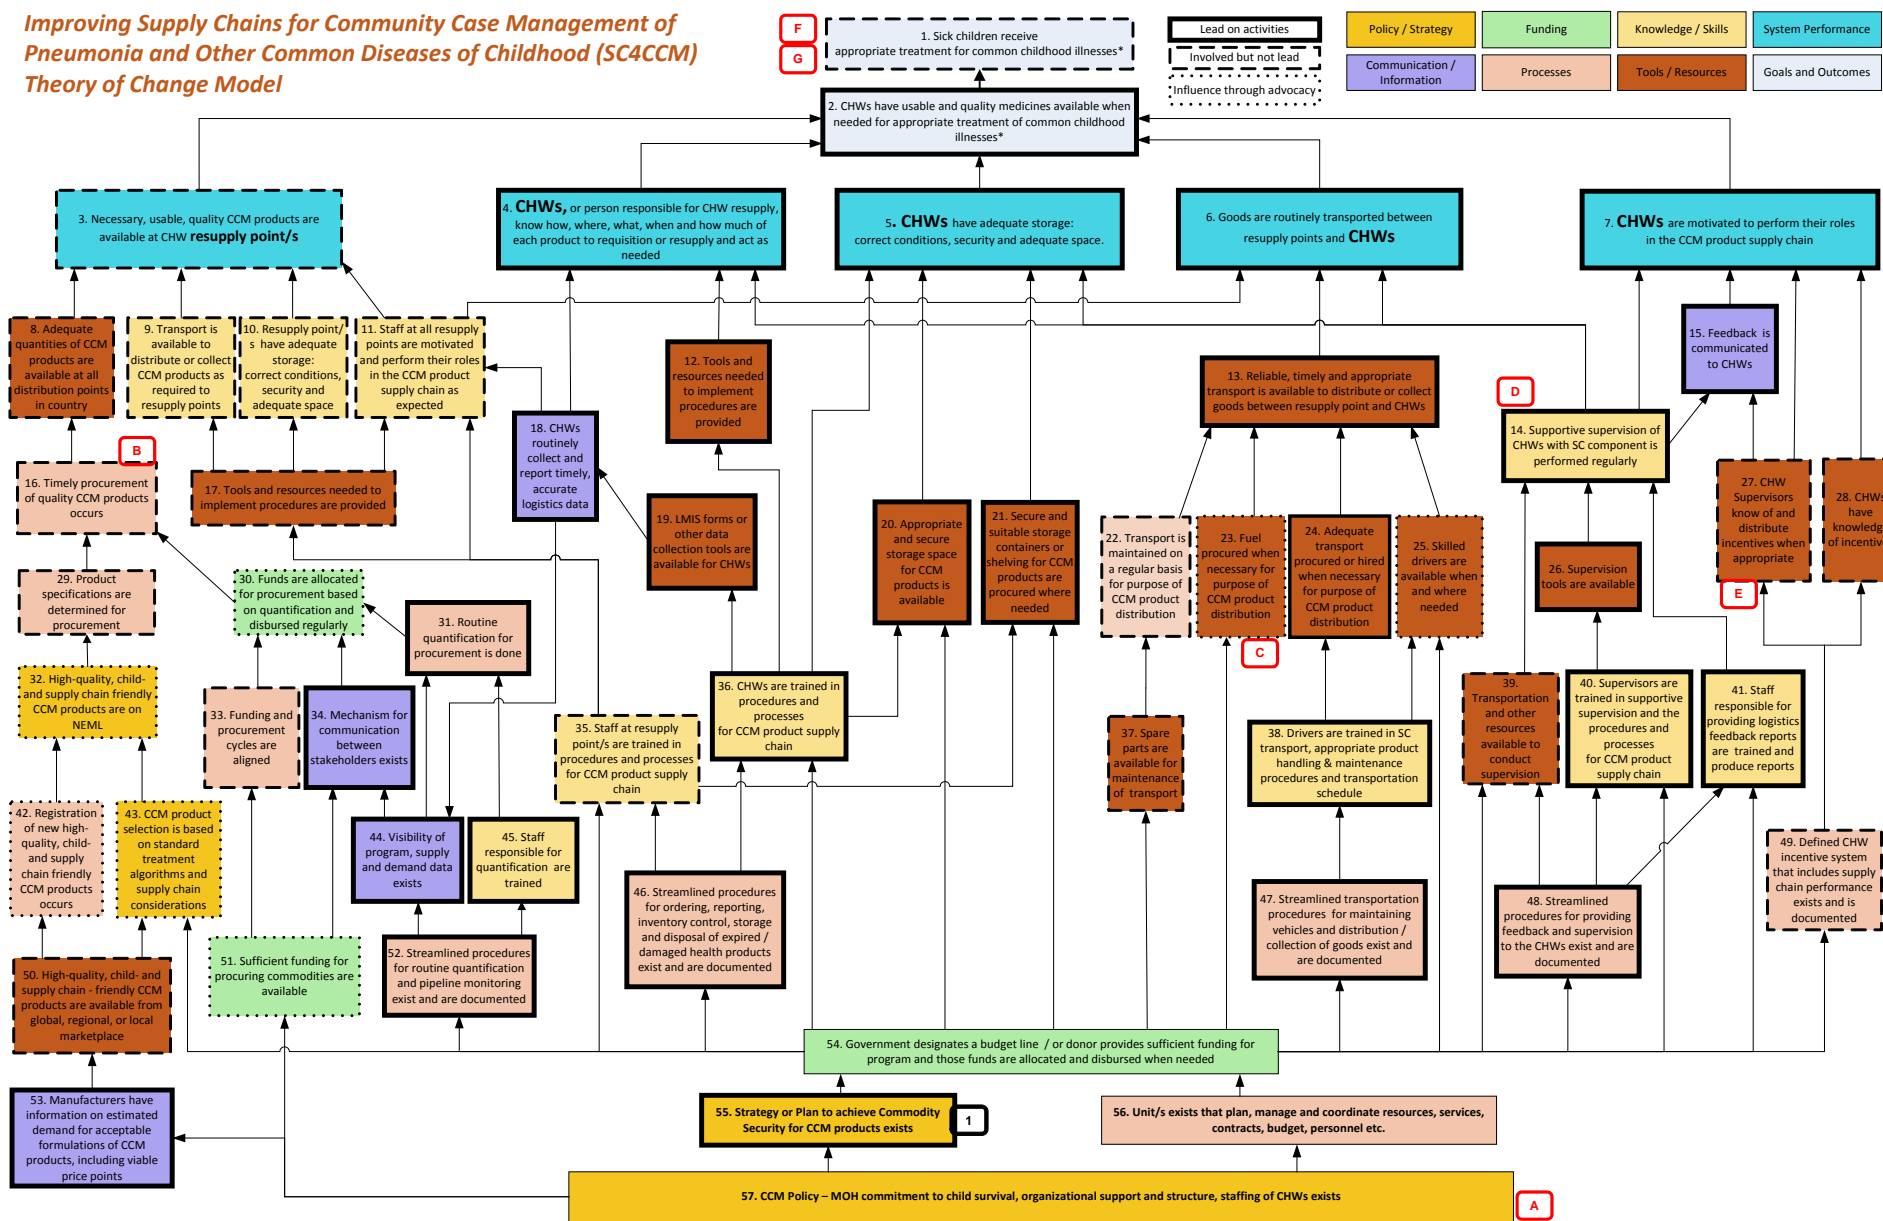 Improving Supply Chains for Community Case Management of
Pneumonia and Other Common Diseases of Childhood (SC4CCM)
Theory of Change Model
F
G
1. Sick children receive
appropriate treatment for common childhood illnesses*
Lead on activities
Involved but not lead
Influence through advocacy
Policy / Strategy
Funding
Knowledge / Skills
System Performance
Communication /
Information
Processes
Tools / Resources
Goals and Outcomes
2. CHWs have usable and quality medicines available when
needed for appropriate treatment of common childhood
illnesses*
3. Necessary, usable, quality CCM products are
available at CHW resupply point/s
4. CHWs, or person responsible for CHW resupply,
know how, where, what, when and how much of
each product to requisition or resupply and act as
needed
5. CHWs have adequate storage:
correct conditions, security and adequate space.
6. Goods are routinely transported between
resupply points and CHWs
7. CHWs are motivated to perform their roles
in the CCM product supply chain
8. Adequate
quantities of CCM
products are
available at all
distribution points
in country
9. Transport is
available to
distribute or collect
CCM products as
required to
resupply points
10. Resupply point/
s have adequate
storage:
correct conditions,
security and
adequate space
11. Staff at all resupply
points are motivated
and perform their roles
in the CCM product
supply chain as
expected
12. Tools and
resources needed
to implement
procedures are
provided
13. Reliable, timely and appropriate
transport is available to distribute or collect
goods between resupply point and CHWs
15. Feedback is
communicated
to CHWs
D
14. Supportive supervision of
CHWs with SC component is
performed regularly
B
16. Timely procurement
of quality CCM products
occurs
17. Tools and resources needed to
implement procedures are provided
18. CHWs
routinely
collect and
report timely,
accurate
logistics data
19. LMIS forms or
other data
collection tools are
available for CHWs
20. Appropriate
and secure
storage space
for CCM
products is
available
21. Secure and
suitable storage
containers or
shelving for CCM
products are
procured where
needed
22. Transport is
maintained on
a regular basis
for purpose of
CCM product
distribution
23. Fuel
procured when
necessary for
purpose of
CCM product
distribution
C
24. Adequate
transport
procured or hired
when necessary
for purpose of
CCM product
distribution
25. Skilled
drivers are
available when
and where
needed
26. Supervision
tools are available
27. CHW
Supervisors
know of and
distribute
incentives when
appropriate
E
28. CHWs
have
knowledg
of incentiv
29. Product
specifications are
determined for
procurement
30. Funds are allocated
for procurement based
on quantification and
disbursed regularly
31. Routine
quantification for
procurement is done
32. High-quality, child-
and supply chain friendly
CCM products are on
NEML
33. Funding and
procurement
cycles are
aligned
34. Mechanism for
communication
between
stakeholders exists
35. Staff at resupply
point/s are trained in
procedures and processes
for CCM product supply
chain
36. CHWs are trained in
procedures and
processes
for CCM product supply
chain
37. Spare
parts are
available for
maintenance
of transport
38. Drivers are trained in SC
transport, appropriate product
handling & maintenance
procedures and transportation
schedule
39.
Transportation
and other
resources
available to
conduct
supervision
40. Supervisors are
trained in supportive
supervision and the
procedures and
processes
for CCM product
supply chain
41. Staff
responsible for
providing logistics
feedback reports
are trained and
produce reports
42. Registration
of new high-
quality, child-
and supply
chain friendly
CCM products
occurs
43. CCM product
selection is based
on standard
treatment
algorithms and
supply chain
considerations
44. Visibility of
program, supply
and demand data
exists
45. Staff
responsible for
quantification are
trained
46. Streamlined procedures
for ordering, reporting,
inventory control, storage
and disposal of expired /
damaged health products
exist and are documented
47. Streamlined transportation
procedures for maintaining
vehicles and distribution /
collection of goods exist and
are documented
48. Streamlined
procedures for providing
feedback and supervision
to the CHWs exist and are
documented
49. Defined CHW
incentive system
that includes supply
chain performance
exists and is
documented
50. High-quality, child- and
supply chain - friendly CCM
products are available from
global, regional, or local
marketplace
51. Sufficient funding for
procuring commodities are
available
52. Streamlined procedures
for routine quantification
and pipeline monitoring
exist and are documented
53. Manufacturers have
information on estimated
demand for acceptable
formulations of CCM
products, including viable
price points
54. Government designates a budget line / or donor provides sufficient funding for
program and those funds are allocated and disbursed when needed
55. Strategy or Plan to achieve Commodity
Security for CCM products exists
1
56. Unit/s exists that plan, manage and coordinate resources, services,
contracts, budget, personnel etc.
57. CCM Policy – MOH commitment to child survival, organizational support and structure, staffing of CHWs exists
A